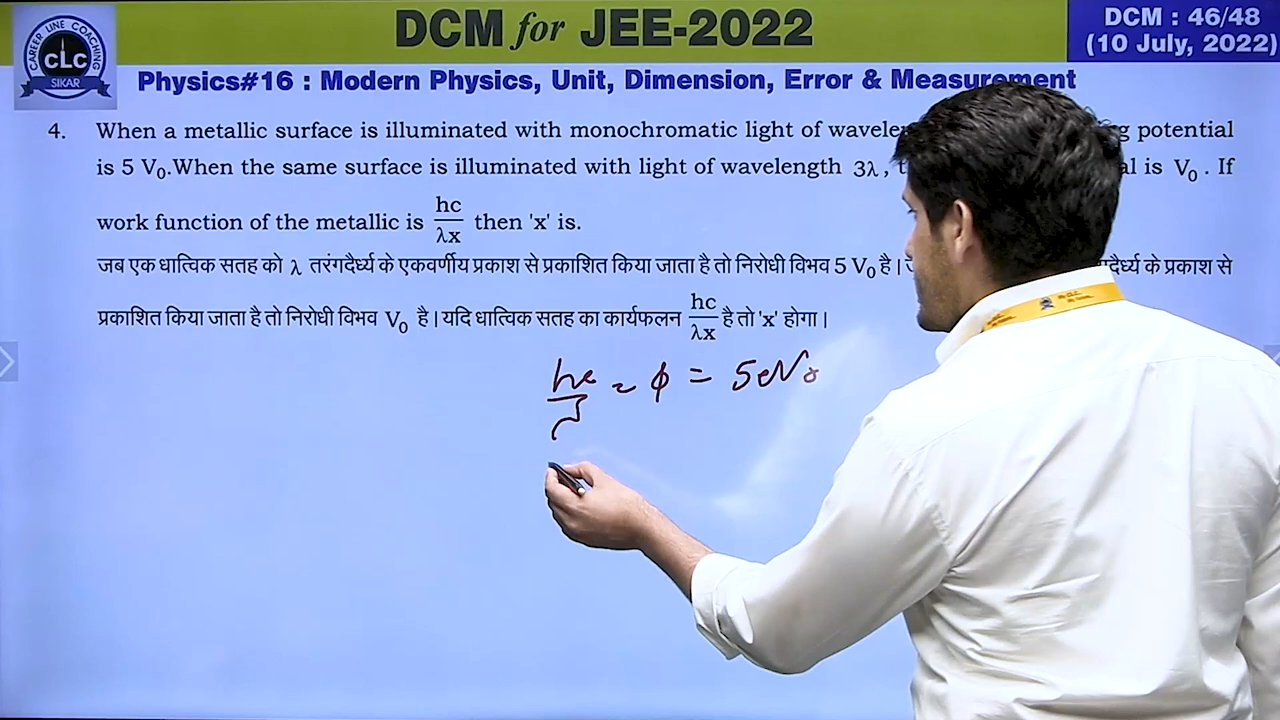 DCM for JEE-2022
DCM : 46/48
(10 July, 2022)
CAREER LINE COACHING
CLC
SIKAR
Physics#16 : Modern Physics, Unit, Dimension, Error & Measurement
4. When a metallic surface is illuminated with monochromatic light of potential
is 5 V₀.When the same surface is illuminated with light of wavelength 3λ, is V₀ . If
work function of the metallic is hc/λx then 'x' is.
जब एक धात्विक सतह को λ तरंगदैर्ध्य के एकवर्णीय प्रकाश से प्रकाशित किया जाता है तो निरोधी विभव 5 V₀ है। के प्रकाश से
प्रकाशित किया जाता है तो निरोधी विभव V₀ है। यदि धात्विक सतह का कार्यफलन hc/λx है तो 'x' होगा।
hc/λ - φ = 5eV₀